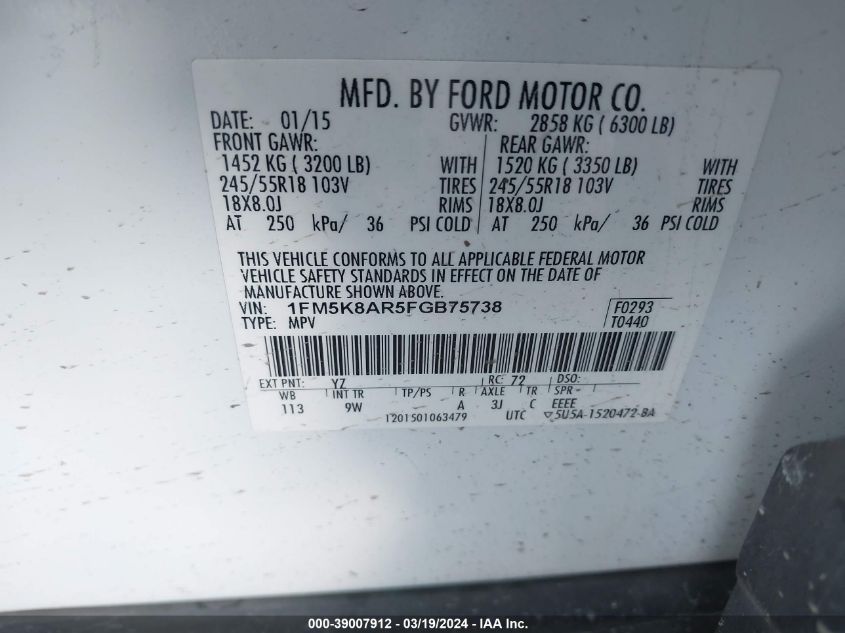 MFD. BY FORD MOTOR CO.
DATE: 01/15 GVWR: 2858 KG ( 6300 LB)
FRONT GAWR: REAR GAWR:
1452 KG ( 3200 LB) WITH 1520 KG ( 3350 LB) WITH
245/55R18 103V TIRES 245/55R18 103V TIRES
18X8.0J RIMS 18X8.0J RIMS
AT 250 kPa/ 36 PSI COLD AT 250 kPa/ 36 PSI COLD
THIS VEHICLE CONFORMS TO ALL APPLICABLE FEDERAL MOTOR
VEHICLE SAFETY STANDARDS IN EFFECT ON THE DATE OF
MANUFACTURE SHOWN ABOVE.
VIN: 1FM5K8AR5FGB75738 F0293
TYPE: MPV T0440
EXT PNT: YZ RC: 72 DSO:
WB INT TR TP/PS R AXLE TR SPR
113 9W A 3J C EEEE
1201501063479 UTC ▽5U5A-1520472-BA
000-39007912 / 03/19/2024 - IAA Inc.